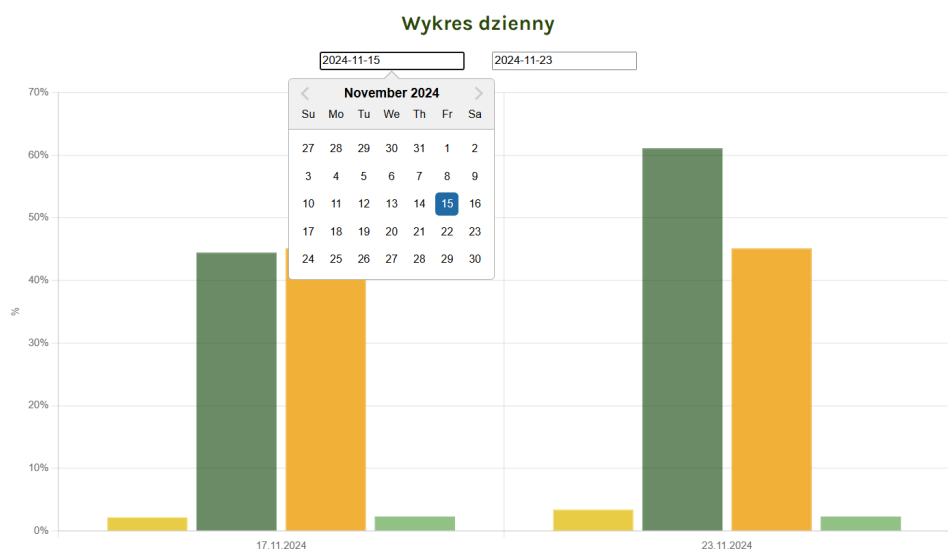 Wykres dzienny
2024-11-15 2024-11-23
November 2024
Su Mo Tu We Th Fr Sa
27 28 29 30 31 1 2
3 4 5 6 7 8 9
10 11 12 13 14 15 16
17 18 19 20 21 22 23
24 25 26 27 28 29 30
70%
60%
50%
40%
30%
20%
10%
0%
%
17.11.2024 23.11.2024